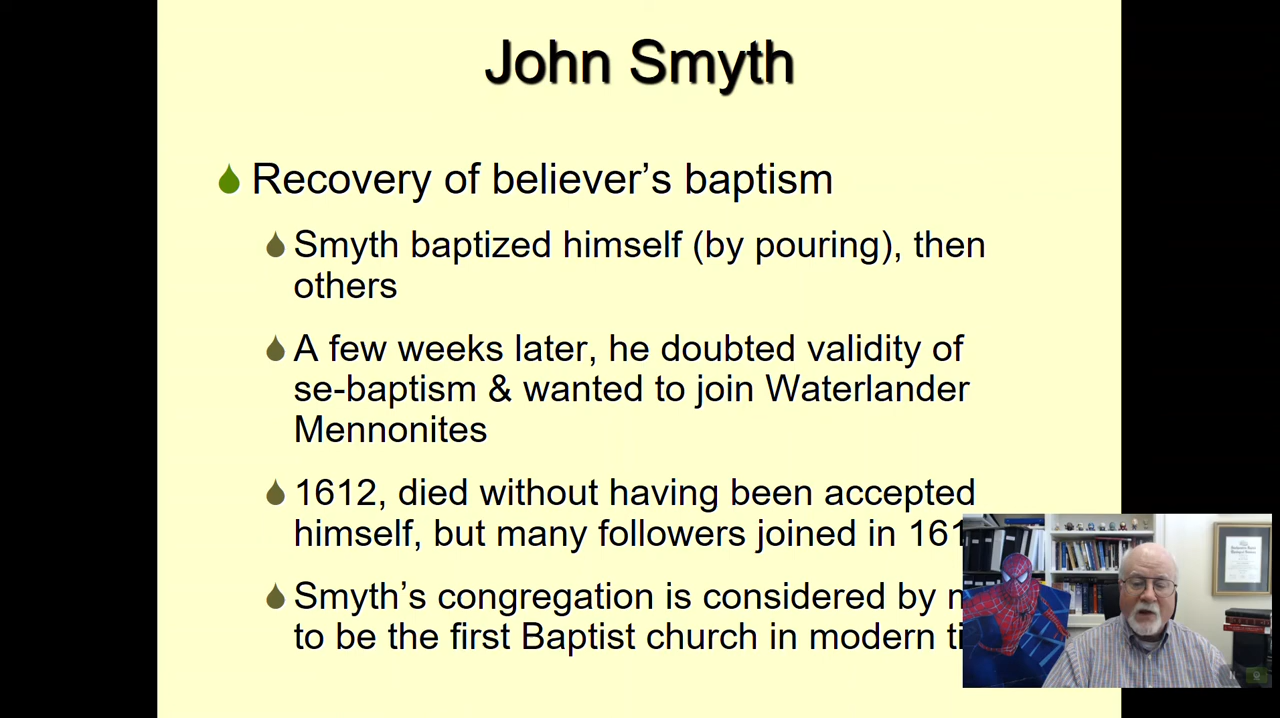 John Smyth
Recovery of believer’s baptism
Smyth baptized himself (by pouring), then
others
A few weeks later, he doubted validity of
se-baptism & wanted to join Waterlander
Mennonites
1612, died without having been accepted
himself, but many followers joined in
Smyth’s congregation is considered by
to be the first Baptist church in modern